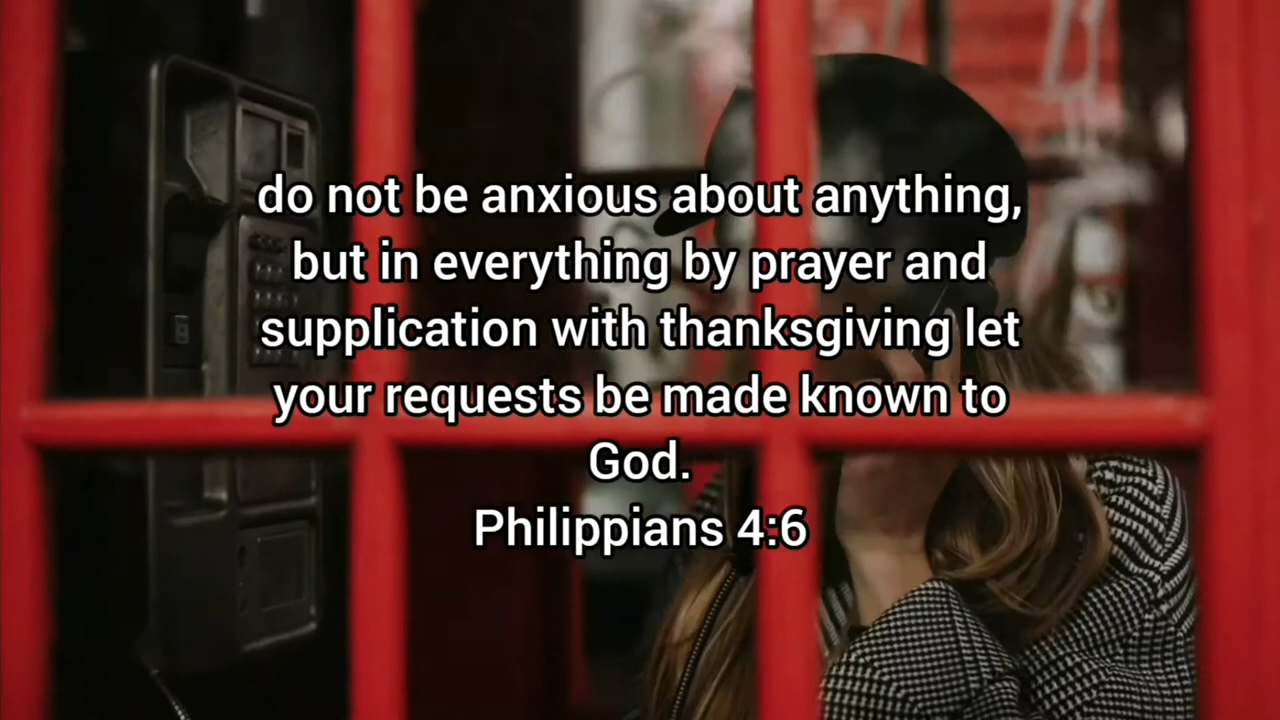 do not be anxious about anything,
but in everything by prayer and
supplication with thanksgiving let
your requests be made known to
God.
Philippians 4:6